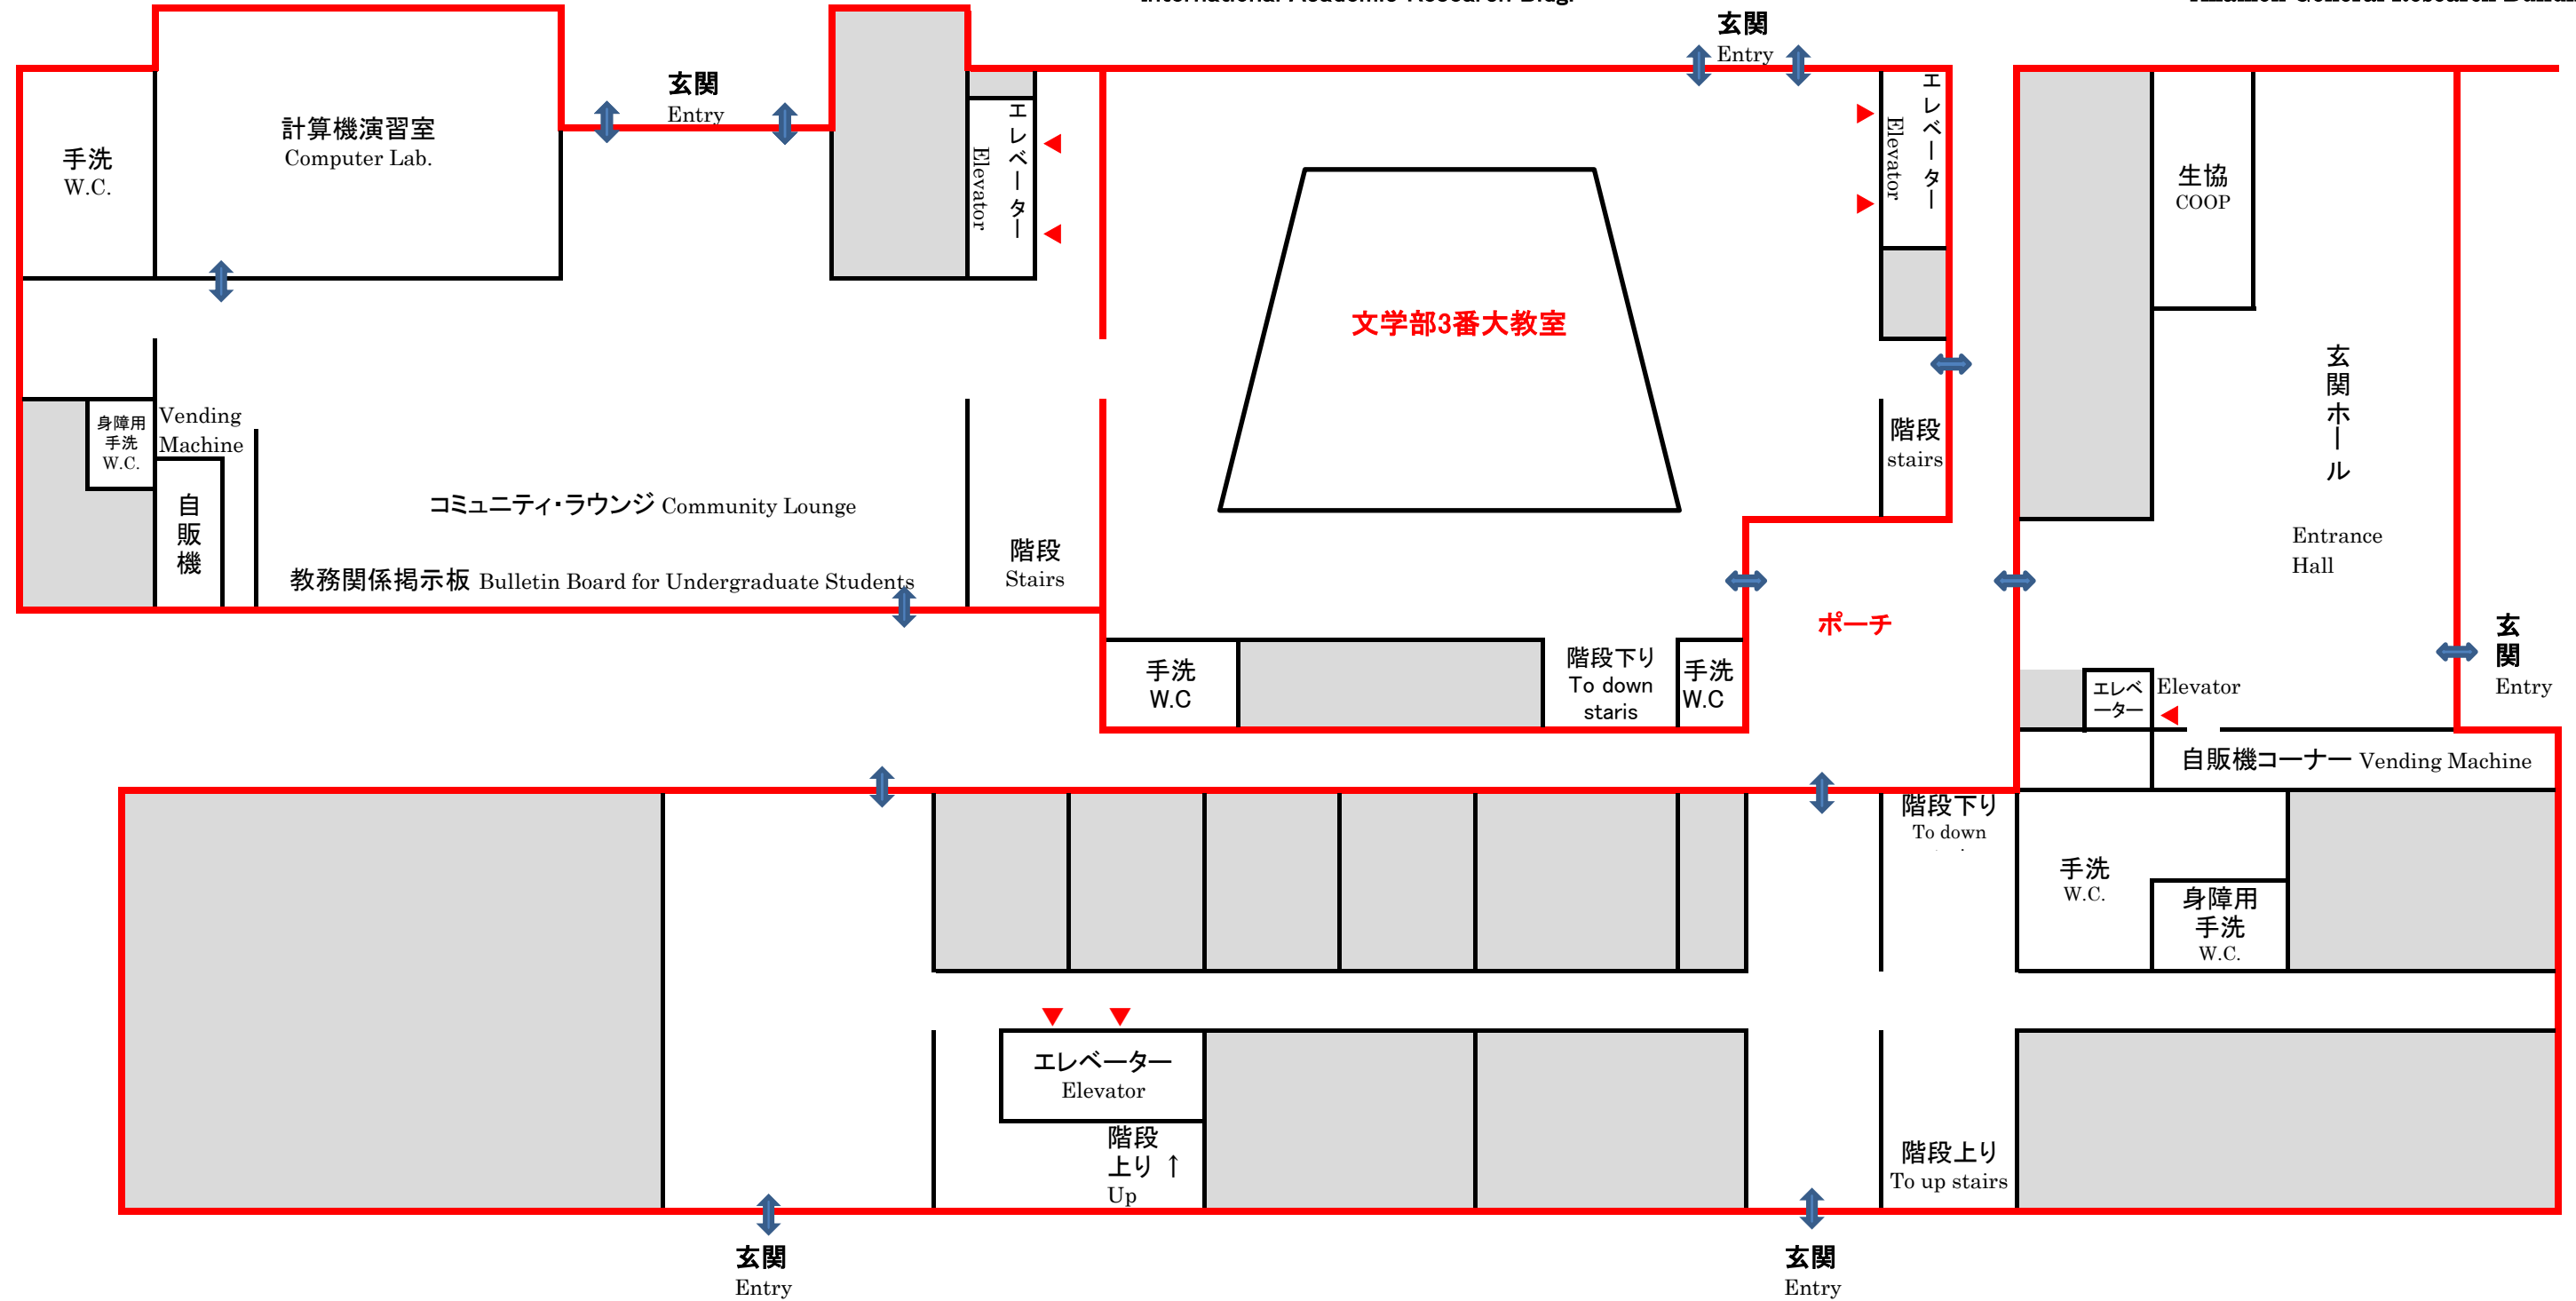 玄関
Entry
玄関
Entry
計算機演習室
Computer Lab.
手洗
W.C.
エレベーター
Elevator
エレベーター
Elevator
生協
COOP
文学部3番大教室
玄関ホール
Entrance
Hall
身障用
手洗
W.C.
Vending
Machine
自販機
コミュニティ・ラウンジ Community Lounge
教務関係掲示板 Bulletin Board for Undergraduate Students
階段
Stairs
階段
stairs
ポーチ
手洗
W.C
階段下り
To down
staris
手洗
W.C
玄関
Entry
エレベ
ーター
Elevator
自販機コーナー Vending Machine
階段下り
To down
手洗
W.C.
身障用
手洗
W.C.
エレベーター
Elevator
階段
上り ↑
Up
階段上り
To up stairs
玄関
Entry
玄関
Entry